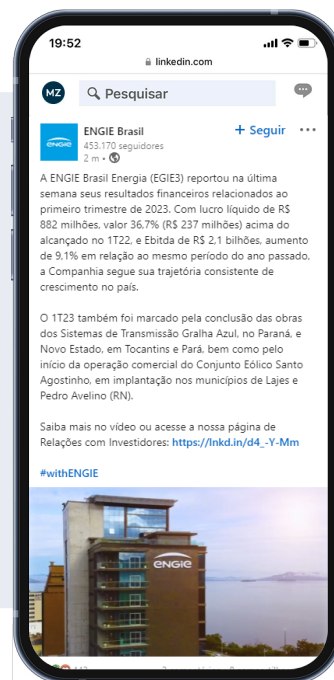 19:52
linkedin.com
MZ
Pesquisar
ENGIE
ENGIE Brasil
+ Seguir
453.170 seguidores
2 m •
A ENGIE Brasil Energia (EGIE3) reportou na última
semana seus resultados financeiros relacionados ao
primeiro trimestre de 2023. Com lucro líquido de R$
882 milhões, valor 36,7% (R$ 237 milhões) acima do
alcançado no 1T22, e Ebitda de R$ 2,1 bilhões, aumento
de 9,1% em relação ao mesmo período do ano passado,
a Companhia segue sua trajetória consistente de
crescimento no país.
O 1T23 também foi marcado pela conclusão das obras
dos Sistemas de Transmissão Gralha Azul, no Paraná, e
Novo Estado, em Tocantins e Pará, bem como pelo
início da operação comercial do Conjunto Eólico Santo
Agostinho, em implantação nos municípios de Lajes e
Pedro Avelino (RN).
Saiba mais no vídeo ou acesse a nossa página de
Relações com Investidores: https://lnkd.in/d4_-Y-Mm
#withENGIE
ENGIE